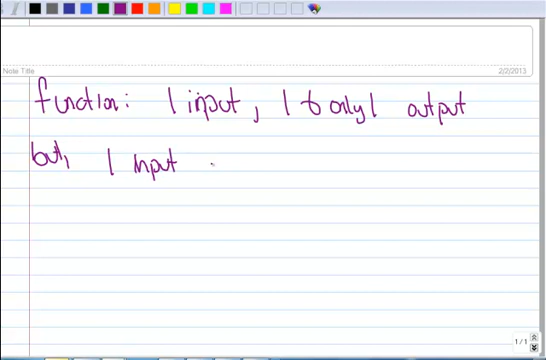 Note Title
2/2/2013
function: 1 input, 1 & only 1 output
but, 1 input
1/1